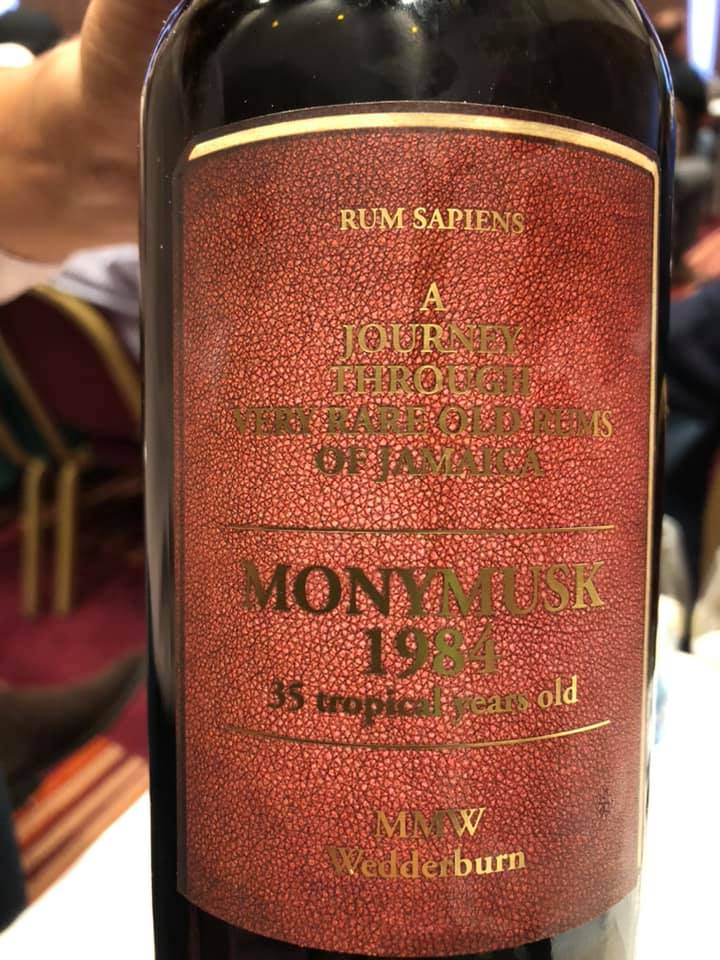 RUM SAPIENS
A
JOURNEY
THROUGH
VERY RARE OLD RUMS
OF JAMAICA
MONYMUSK
1984
35 tropical years old
MMW
Wedderburn